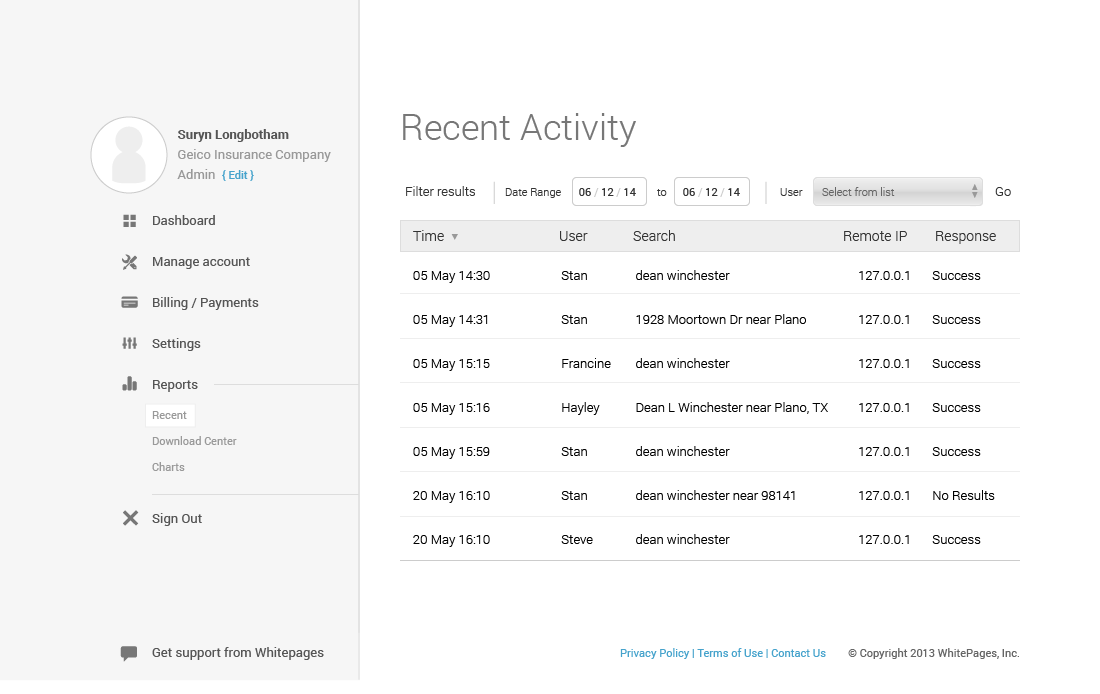 Suryn Longbotham
Geico Insurance Company
Admin { Edit }
Dashboard
Manage account
Billing / Payments
Settings
Reports
Recent
Download Center
Charts
Sign Out
Get support from Whitepages
Recent Activity
Filter results Date Range 06 / 12 / 14 to 06 / 12 / 14 User Select from list Go
Time User Search Remote IP Response
05 May 14:30 Stan dean winchester 127.0.0.1 Success
05 May 14:31 Stan 1928 Moortown Dr near Plano 127.0.0.1 Success
05 May 15:15 Francine dean winchester 127.0.0.1 Success
05 May 15:16 Hayley Dean L Winchester near Plano, TX 127.0.0.1 Success
05 May 15:59 Stan dean winchester 127.0.0.1 Success
20 May 16:10 Stan dean winchester near 98141 127.0.0.1 No Results
20 May 16:10 Steve dean winchester 127.0.0.1 Success
Privacy Policy | Terms of Use | Contact Us © Copyright 2013 WhitePages, Inc.